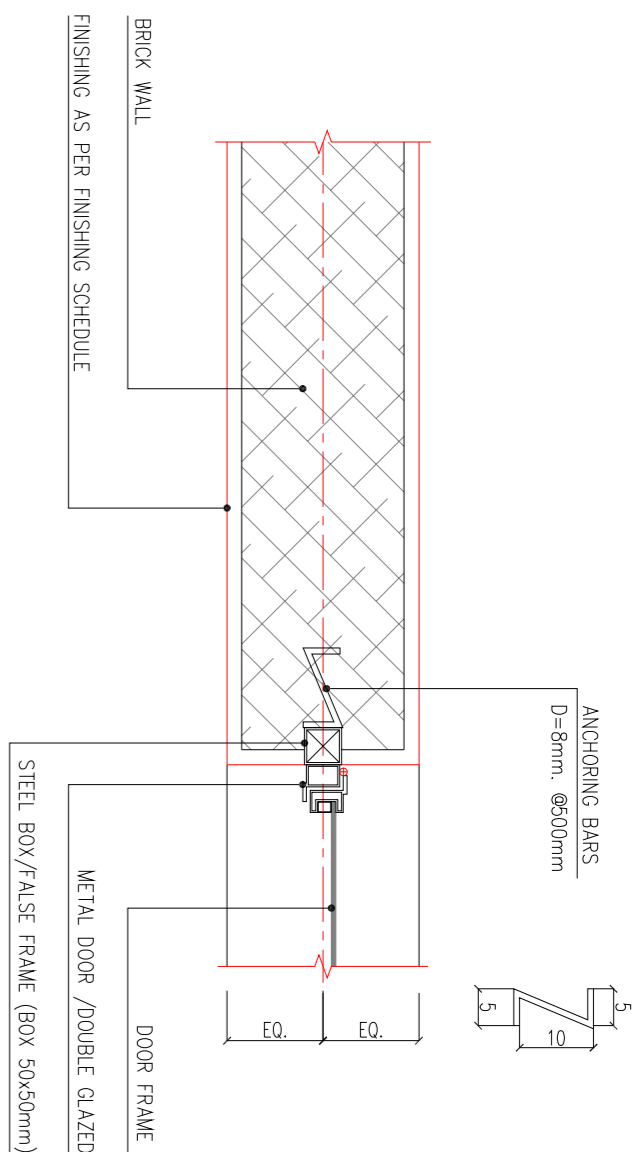 BRICK WALL
FINISHING AS PER FINISHING SCHEDULE
ANCHORING BARS
D=8mm. @500mm
5
10
5
EQ.
EQ.
DOOR FRAME
METAL DOOR /DOUBLE GLAZED
STEEL BOX/FALSE FRAME (BOX 50x50mm)